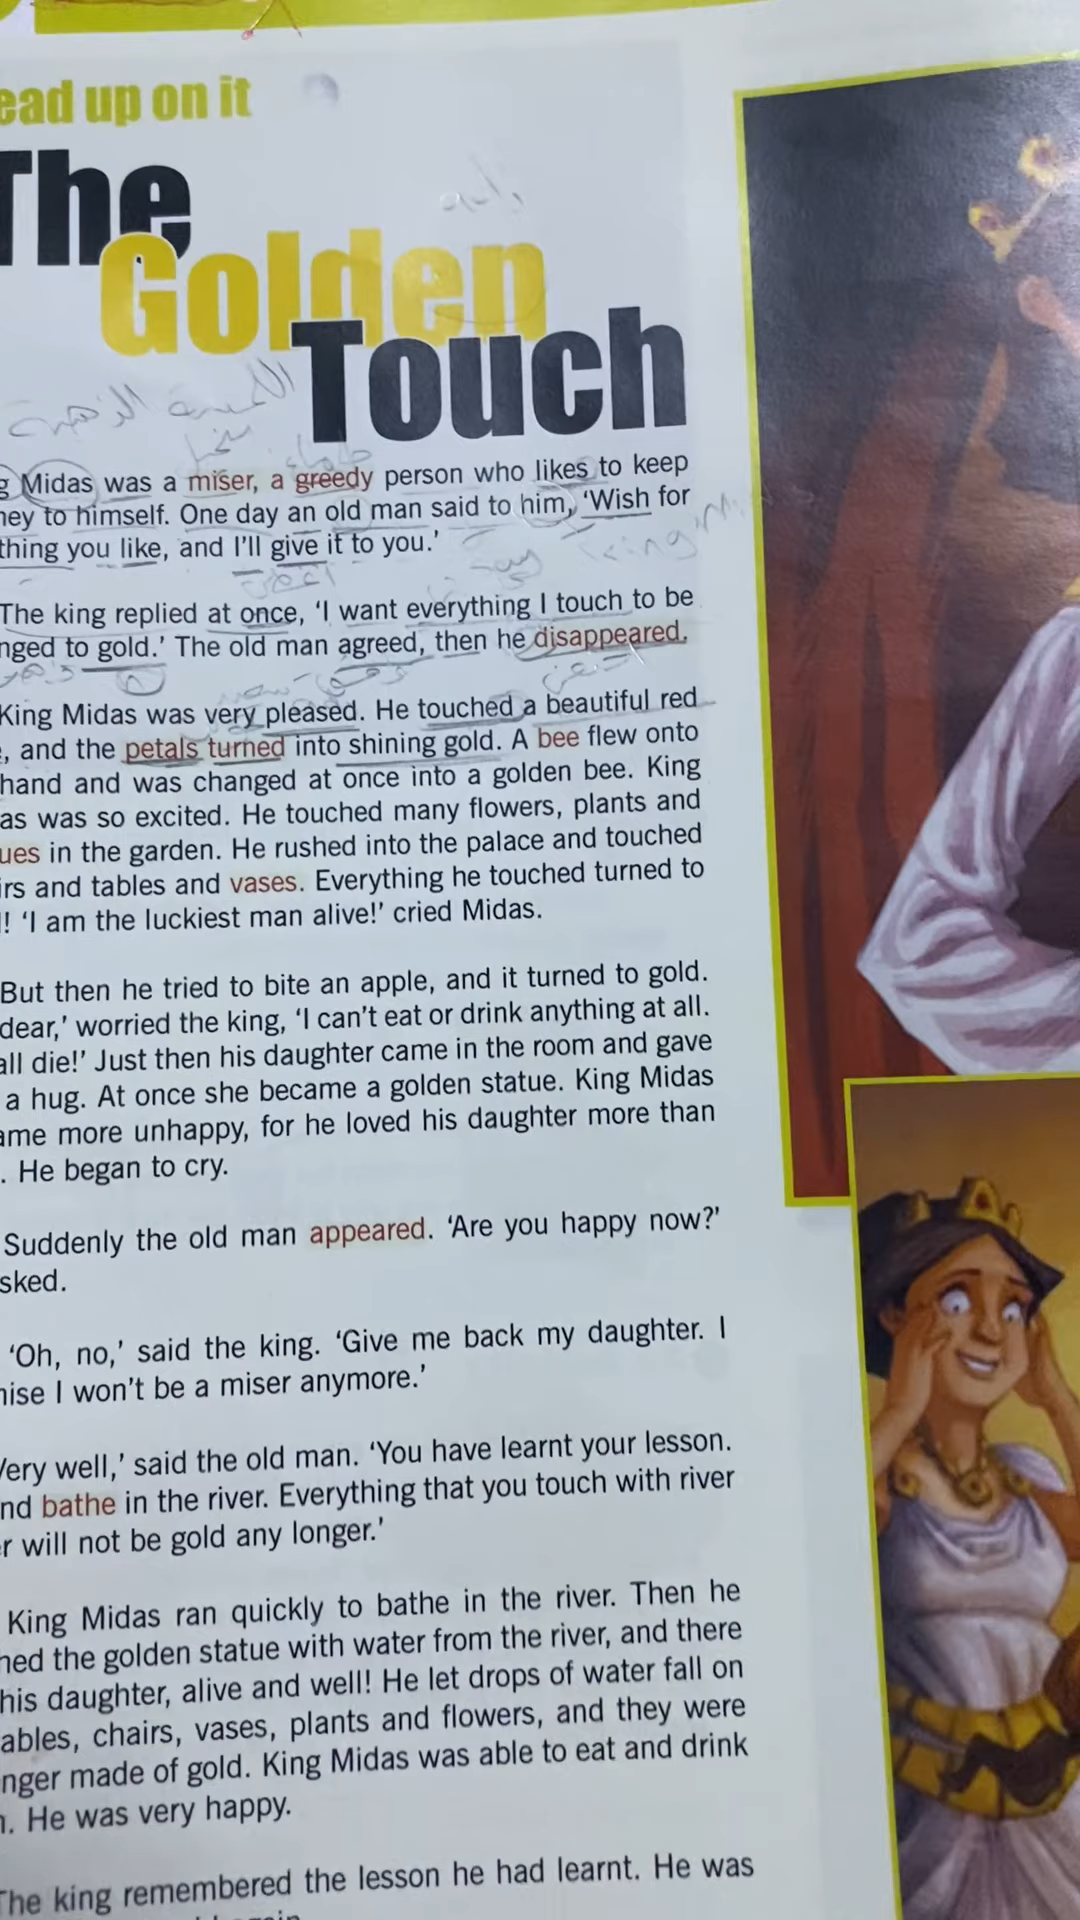 ead up on it
The
Golden
Touch
اللمسة الذهبية
g Midas was a miser, a greedy person who likes to keep
ney to himself. One day an old man said to him, ‘Wish for
thing you like, and I’ll give it to you.’
king
The king replied at once, ‘I want everything I touch to be
nged to gold.’ The old man agreed, then he disappeared.
King Midas was very pleased. He touched a beautiful red
, and the petals turned into shining gold. A bee flew onto
hand and was changed at once into a golden bee. King
as was so excited. He touched many flowers, plants and
ues in the garden. He rushed into the palace and touched
irs and tables and vases. Everything he touched turned to
! ‘I am the luckiest man alive!’ cried Midas.
But then he tried to bite an apple, and it turned to gold.
dear,’ worried the king, ‘I can’t eat or drink anything at all.
all die!’ Just then his daughter came in the room and gave
a hug. At once she became a golden statue. King Midas
ame more unhappy, for he loved his daughter more than
. He began to cry.
Suddenly the old man appeared. ‘Are you happy now?’
sked.
‘Oh, no,’ said the king. ‘Give me back my daughter. I
mise I won’t be a miser anymore.’
Very well,’ said the old man. ‘You have learnt your lesson.
nd bathe in the river. Everything that you touch with river
r will not be gold any longer.’
King Midas ran quickly to bathe in the river. Then he
hed the golden statue with water from the river, and there
his daughter, alive and well! He let drops of water fall on
ables, chairs, vases, plants and flowers, and they were
nger made of gold. King Midas was able to eat and drink
. He was very happy.
The king remembered the lesson he had learnt. He was